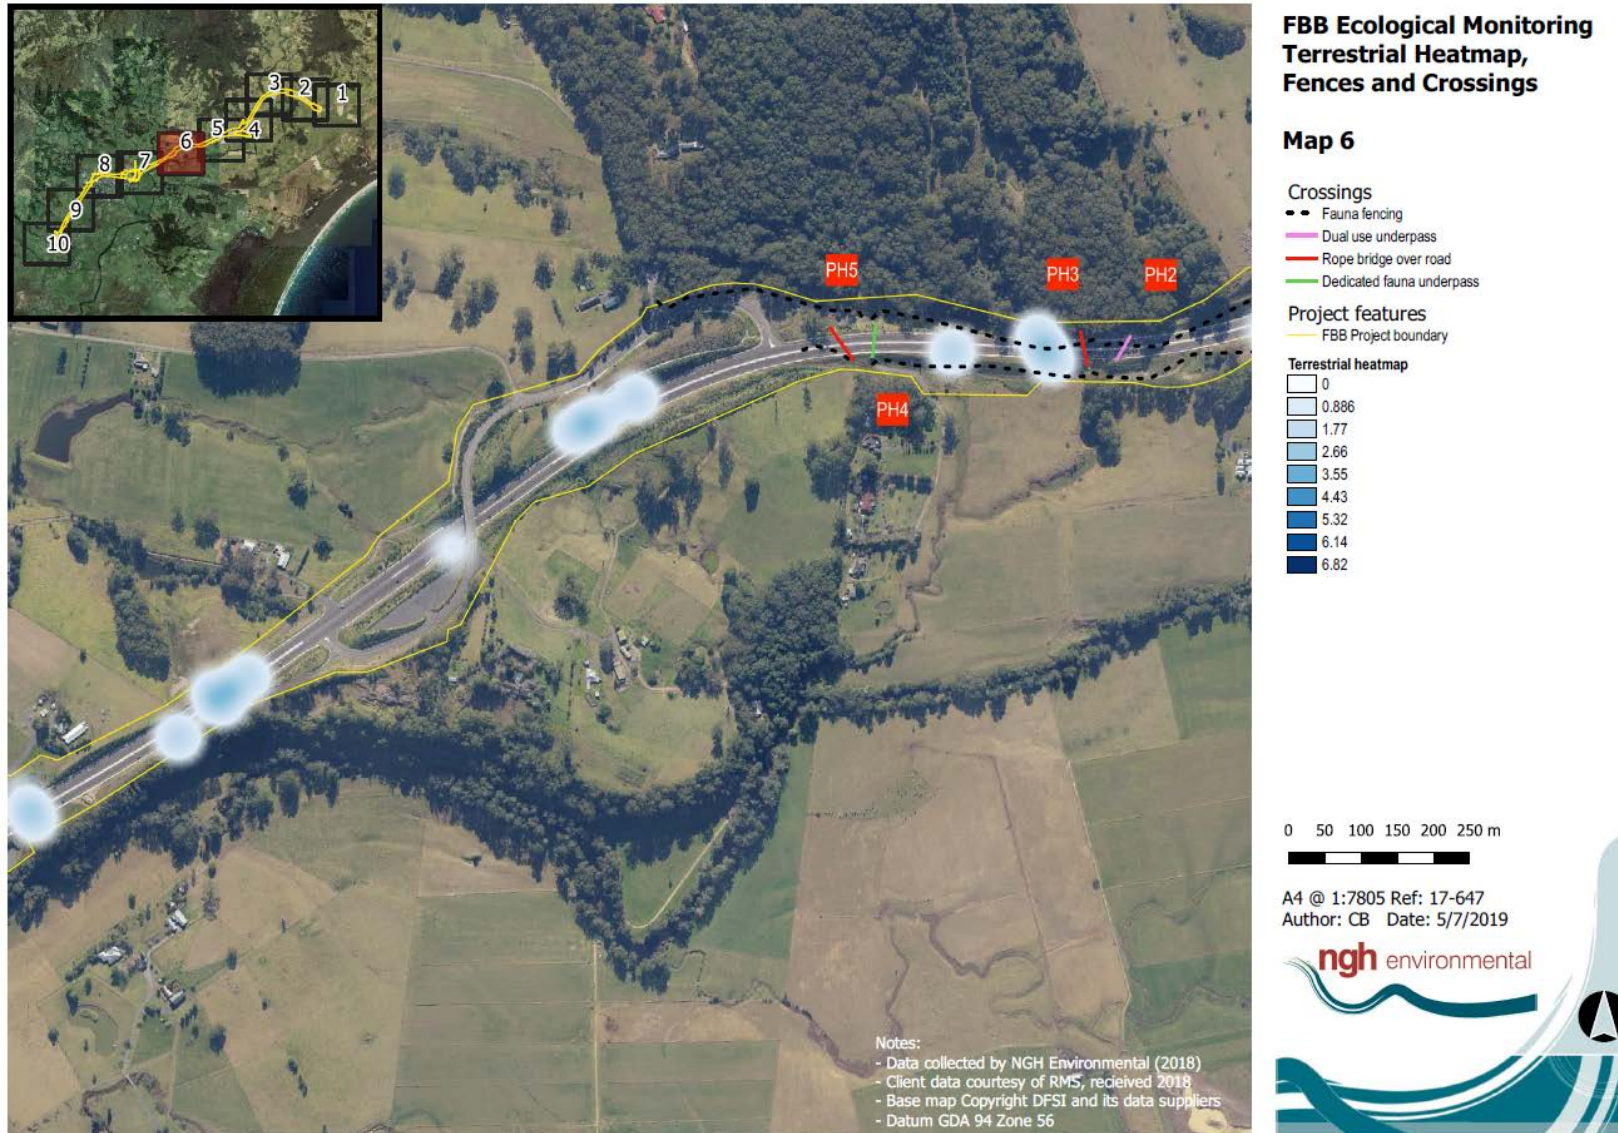 FBB Ecological Monitoring
Terrestrial Heatmap,
Fences and Crossings
Map 6
Crossings
Fauna fencing
Dual use underpass
Rope bridge over road
Dedicated fauna underpass
Project features
FBB Project boundary
Terrestrial heatmap
0
0.886
1.77
2.66
3.55
4.43
5.32
6.14
6.82
0 50 100 150 200 250 m
A4 @ 1:7805 Ref: 17-647
Author: CB Date: 5/7/2019
ngh environmental
1
2
3
4
5
6
7
8
9
10
PH5
PH3
PH2
PH4
Notes:
- Data collected by NGH Environmental (2018)
- Client data courtesy of RMS, recieived 2018
- Base map Copyright DFSI and its data suppliers
- Datum GDA 94 Zone 56